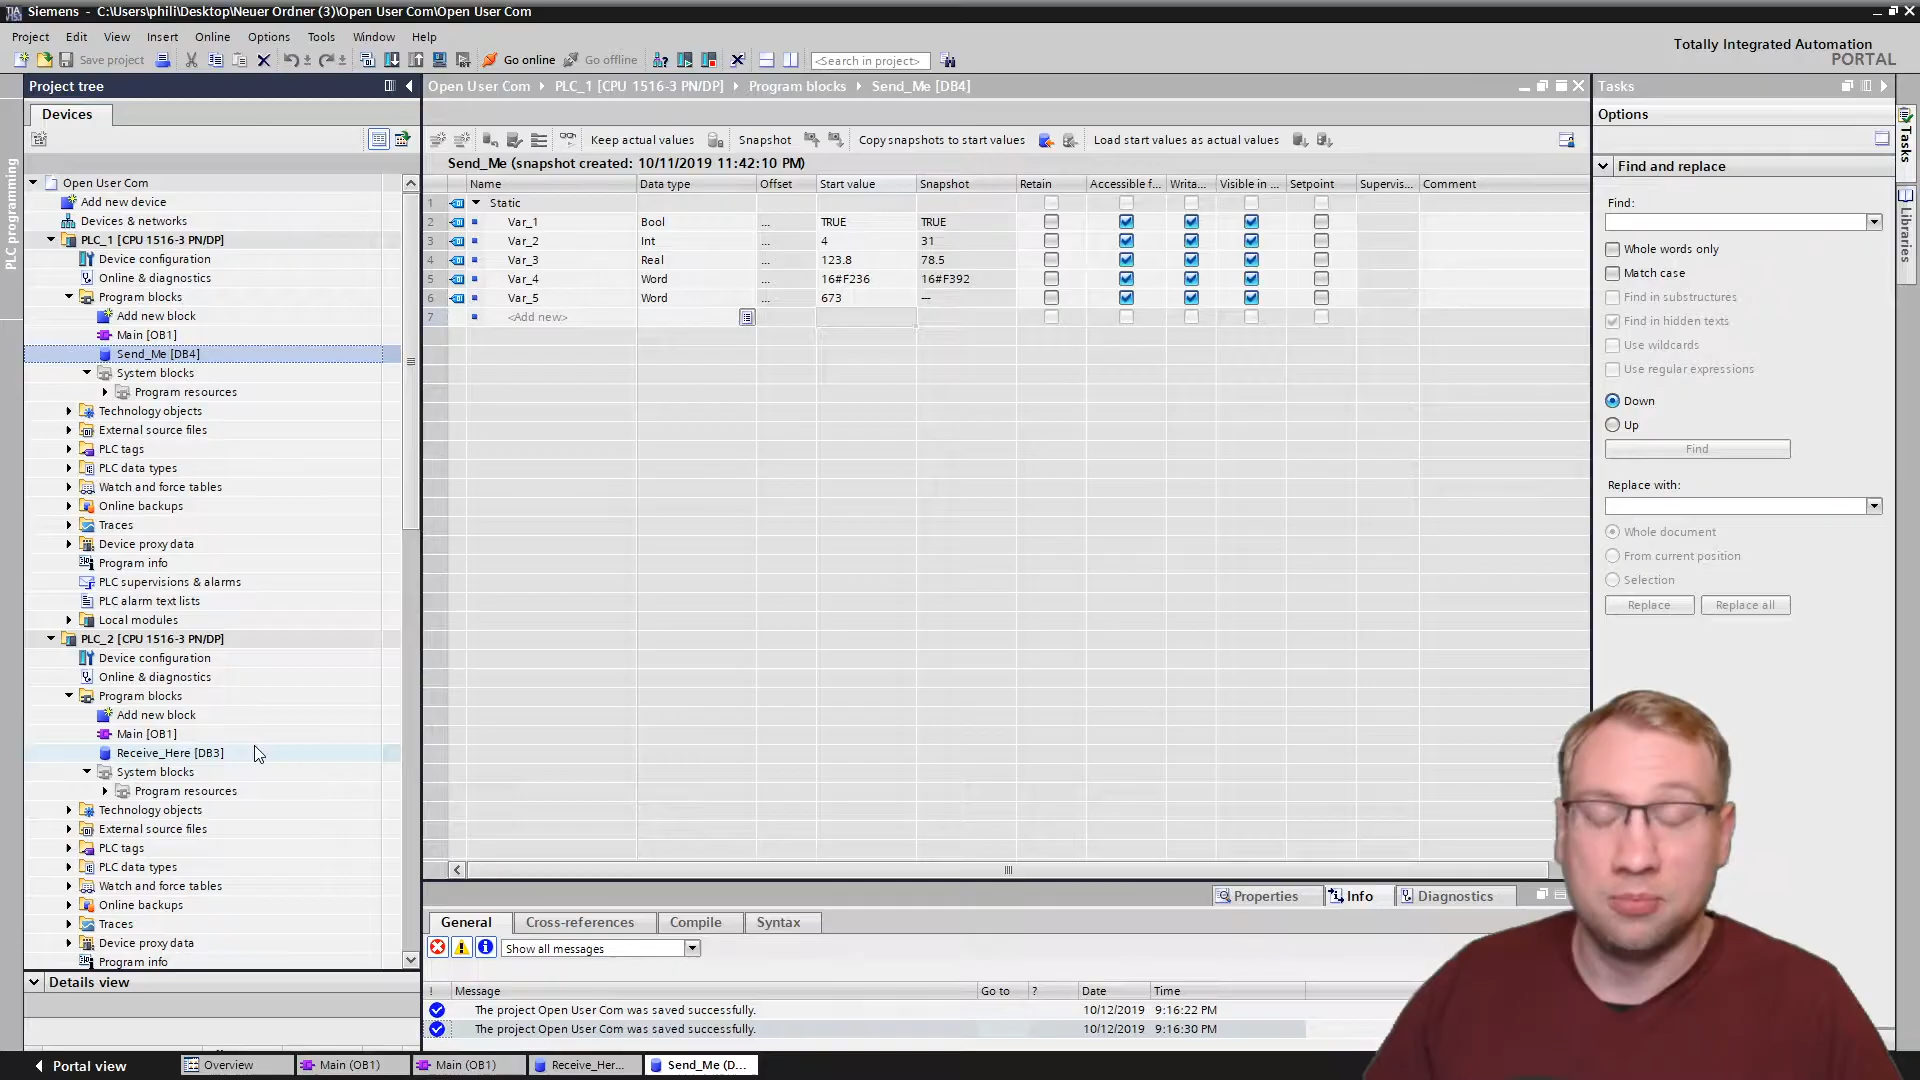 Siemens - C:\Users\phili\Desktop\Neuer Ordner (3)\Open User Com\Open User Com
Project Edit View Insert Online Options Tools Window Help
Totally Integrated Automation
PORTAL
Save project
Go online
Go offline
<Search in project>
Project tree
Open User Com
PLC_1 [CPU 1516-3 PN/DP]
Program blocks
Send_Me [DB4]
Tasks
Devices
Options
PLC programming
Tasks
Libraries
Keep actual values
Snapshot
Copy snapshots to start values
Load start values as actual values
Send_Me (snapshot created: 10/11/2019 11:42:10 PM)
Name Data type Offset Start value Snapshot Retain Accessible f... Writa... Visible in ... Setpoint Supervis... Comment
1 Static
2 Var_1 Bool ... TRUE TRUE
3 Var_2 Int ... 4 31
4 Var_3 Real ... 123.8 78.5
5 Var_4 Word ... 16#F236 16#F392
6 Var_5 Word ... 673 ---
7 <Add new>
Open User Com
Add new device
Devices & networks
PLC_1 [CPU 1516-3 PN/DP]
Device configuration
Online & diagnostics
Program blocks
Add new block
Main [OB1]
Send_Me [DB4]
System blocks
Program resources
Technology objects
External source files
PLC tags
PLC data types
Watch and force tables
Online backups
Traces
Device proxy data
Program info
PLC supervisions & alarms
PLC alarm text lists
Local modules
PLC_2 [CPU 1516-3 PN/DP]
Device configuration
Online & diagnostics
Program blocks
Add new block
Main [OB1]
Receive_Here [DB3]
System blocks
Program resources
Technology objects
External source files
PLC tags
PLC data types
Watch and force tables
Online backups
Traces
Device proxy data
Program info
Details view
Find and replace
Find:
Whole words only
Match case
Find in substructures
Find in hidden texts
Use wildcards
Use regular expressions
Down
Up
Find
Replace with:
Whole document
From current position
Selection
Replace
Replace all
Properties
Info
Diagnostics
General
Cross-references
Compile
Syntax
Show all messages
! Message Go to ? Date Time
The project Open User Com was saved successfully. 10/12/2019 9:16:22 PM
The project Open User Com was saved successfully. 10/12/2019 9:16:30 PM
Portal view
Overview
Main (OB1)
Main (OB1)
Receive_Her...
Send_Me (D...